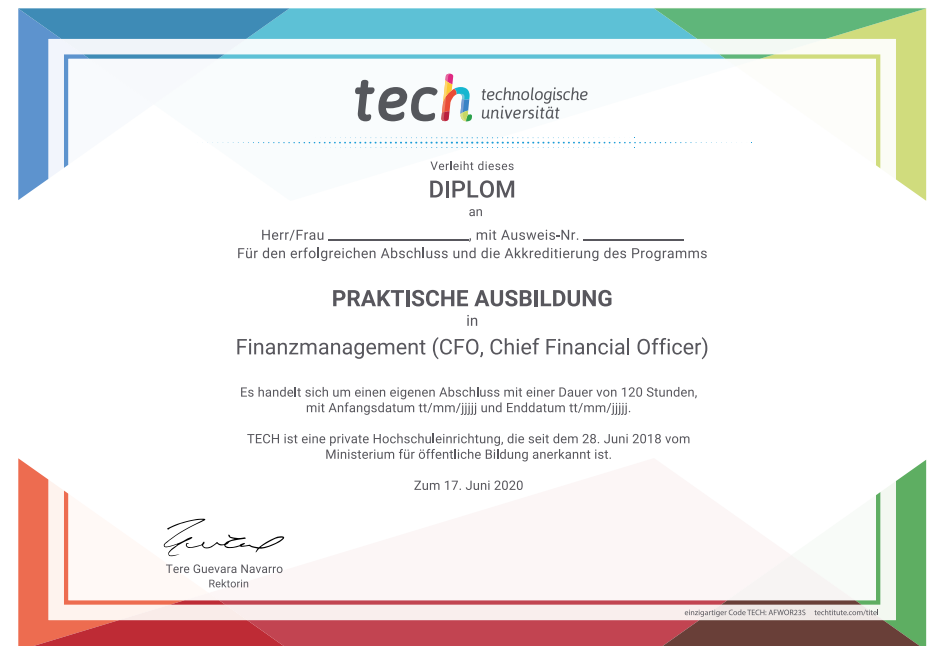 tech technologische
universität
Verleiht dieses
DIPLOM
an
Herr/Frau ____________, mit Ausweis-Nr. ____________
Für den erfolgreichen Abschluss und die Akkreditierung des Programms
PRAKTISCHE AUSBILDUNG
in
Finanzmanagement (CFO, Chief Financial Officer)
Es handelt sich um einen eigenen Abschluss mit einer Dauer von 120 Stunden,
mit Anfangsdatum tt/mm/jjjjj und Enddatum tt/mm/jjjjj.
TECH ist eine private Hochschuleinrichtung, die seit dem 28. Juni 2018 vom
Ministerium für öffentliche Bildung anerkannt ist.
Zum 17. Juni 2020
Tere Guevara Navarro
Rektorin
einzigartiger Code TECH: AFWOR23S techtitute.com/titel